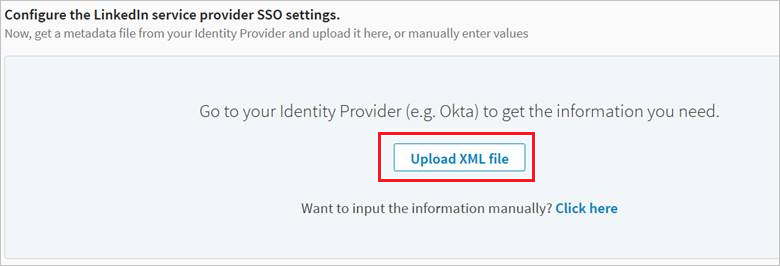 Configure the LinkedIn service provider SSO settings.
Now, get a metadata file from your Identity Provider and upload it here, or manually enter values
Go to your Identity Provider (e.g. Okta) to get the information you need.
Upload XML file
Want to input the information manually? Click here